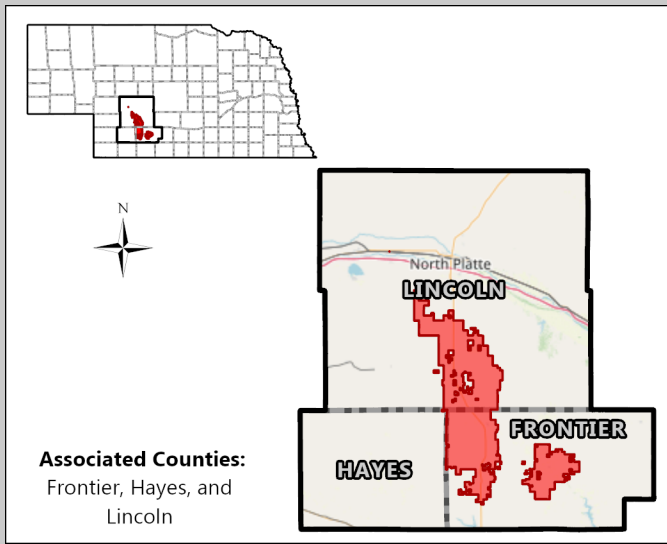 N
North Platte
LINCOLN
FRONTIER
HAYES
Associated Counties:
Frontier, Hayes, and
Lincoln